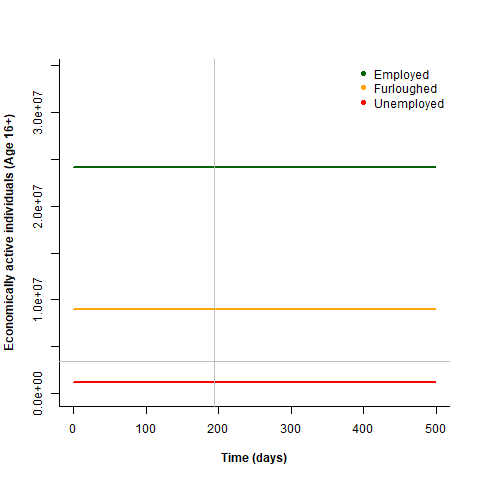 Employed
Furloughed
Unemployed
Economically active individuals (Age 16+)
3.0e+07
2.0e+07
1.0e+07
0.0e+00
0 100 200 300 400 500
Time (days)